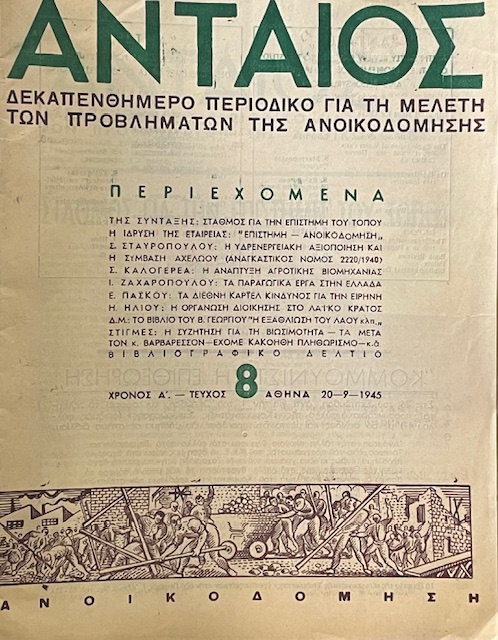 ΑΝΤΑΙΟΣ
ΔΕΚΑΠΕΝΘΗΜΕΡΟ ΠΕΡΙΟΔΙΚΟ ΓΙΑ ΤΗ ΜΕΛΕΤΗ
ΤΩΝ ΠΡΟΒΛΗΜΑΤΩΝ ΤΗΣ ΑΝΟΙΚΟΔΟΜΗΣΗΣ
ΠΕΡΙΕΧΟΜΕΝΑ
ΤΗΣ ΣΥΝΤΑΞΗΣ: ΣΤΑΘΜΟΣ ΓΙΑ ΤΗΝ ΕΠΙΣΤΗΜΗ ΤΟΥ ΤΟΠΟΥ
Η ΙΔΡΥΣΗ ΤΗΣ ΕΤΑΙΡΕΙΑΣ: "ΕΠΙΣΤΗΜΗ — ΑΝΟΙΚΟΔΟΜΗΣΗ„
Σ. ΣΤΑΥΡΟΠΟΥΛΟΥ: Η ΥΔΡΕΝΕΡΓΕΙΑΚΗ ΑΞΙΟΠΟΙΗΣΗ ΚΑΙ
Η ΣΥΜΒΑΣΗ ΑΧΕΛΩΟΥ (ΑΝΑΓΚΑΣΤΙΚΟΣ ΝΟΜΟΣ 2220/1940)
Σ. ΚΑΛΟΓΕΡΕΑ: Η ΑΝΑΠΤΥΞΗ ΑΓΡΟΤΙΚΗΣ ΒΙΟΜΗΧΑΝΙΑΣ
Ι. ΖΑΧΑΡΟΠΟΥΛΟΥ: ΤΑ ΠΑΡΑΓΩΓΙΚΑ ΕΡΓΑ ΣΤΗΝ ΕΛΛΑΔΑ
Ε. ΠΑΣΚΟΥ: ΤΑ ΔΙΕΘΝΗ ΚΑΡΤΕΛ ΚΙΝΔΥΝΟΣ ΓΙΑ ΤΗΝ ΕΙΡΗΝΗ
Η. ΗΛΙΟΥ: Η ΟΡΓΑΝΩΣΗ ΔΙΟΙΚΗΣΗΣ ΣΤΟ ΛΑΪΚΟ ΚΡΑΤΟΣ
Δ.Μ.: ΤΟ ΒΙΒΛΙΟ ΤΟΥ Β. ΓΕΩΡΓΙΟΥ "Η ΕΞΑΘΛΙΩΣΗ ΤΟΥ ΛΑΟΥ κλπ.„
ΣΤΙΓΜΕΣ: Η ΣΥΖΗΤΗΣΗ ΓΙΑ ΤΗ ΒΙΩΣΙΜΟΤΗΤΑ — ΤΑ ΜΕΤΑ
ΤΟΝ κ. ΒΑΡΒΑΡΕΣΣΟΝ — ΕΧΟΜΕ ΚΑΚΟΗΘΗ ΠΛΗΘΩΡΙΣΜΟ — κ.ά.
ΒΙΒΛΙΟΓΡΑΦΙΚΟ ΔΕΛΤΙΟ
ΧΡΟΝΟΣ Α'. — ΤΕΥΧΟΣ 8 ΑΘΗΝΑ 20-9-1945
ΑΝΟΙΚΟΔΟΜΗΣΗ